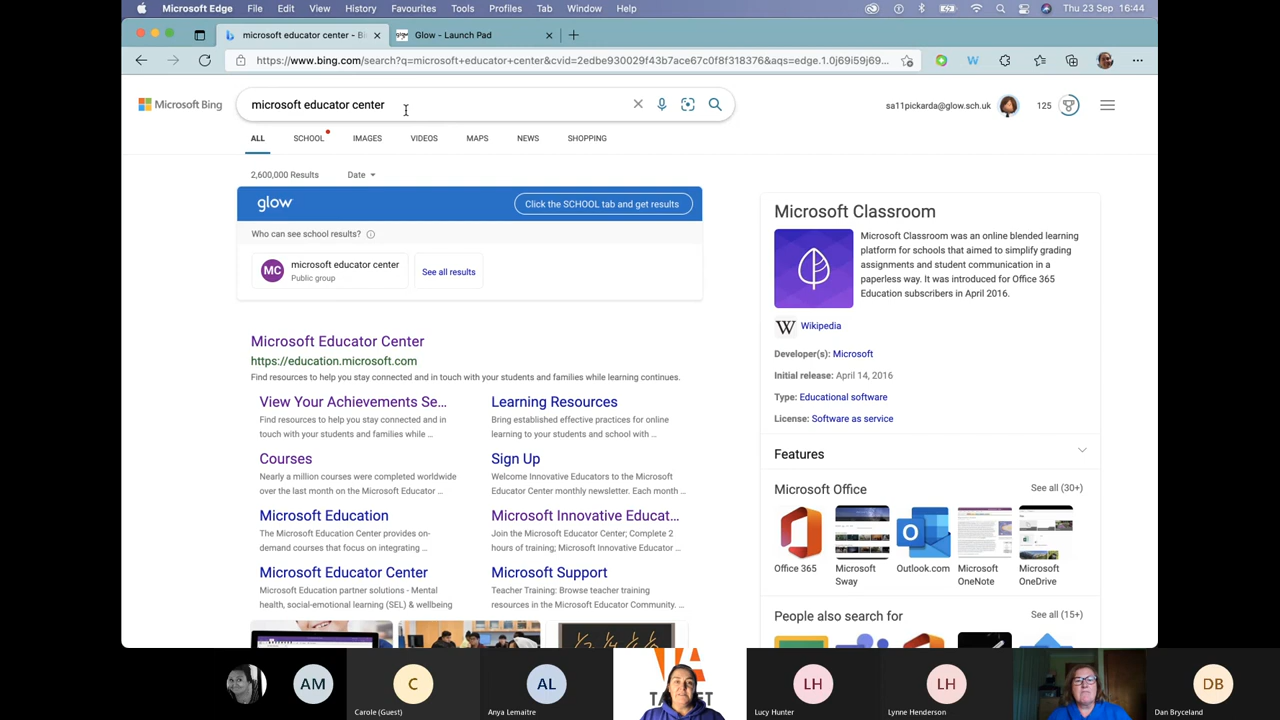 Microsoft Edge File Edit View History Favourites Tools Profiles Tab Window Help Thu 23 Sep 16:44
microsoft educator center - Bi
Glow - Launch Pad
https://www.bing.com/search?q=microsoft+educator+center&cvid=2edbe930029f43b7ace67c0f8f318376&aqs=edge.1.0j69i59j69...
Microsoft Bing
microsoft educator center
sa11pickarda@glow.sch.uk
125
ALL SCHOOL IMAGES VIDEOS MAPS NEWS SHOPPING
2,600,000 Results Date
glow
Click the SCHOOL tab and get results
Who can see school results?
MC
microsoft educator center
Public group
See all results
Microsoft Educator Center
https://education.microsoft.com
Find resources to help you stay connected and in touch with your students and families while learning continues.
View Your Achievements Se...
Find resources to help you stay connected and in
touch with your students and families while ...
Learning Resources
Bring established effective practices for online
learning to your students and school with ...
Courses
Nearly a million courses were completed worldwide
over the last month on the Microsoft Educator ...
Sign Up
Welcome Innovative Educators to the Microsoft
Educator Center monthly newsletter. Each month ...
Microsoft Education
The Microsoft Education Center provides on-
demand courses that focus on integrating ...
Microsoft Innovative Educat...
Join the Microsoft Educator Center; Complete 2
hours of training; Microsoft Innovative Educator ...
Microsoft Educator Center
Microsoft Education partner solutions - Mental
health, social-emotional learning (SEL) & wellbeing
Microsoft Support
Teacher Training: Browse teacher training
resources in the Microsoft Educator Community. ...
Microsoft Classroom
Microsoft Classroom was an online blended learning
platform for schools that aimed to simplify grading
assignments and student communication in a
paperless way. It was introduced for Office 365
Education subscribers in April 2016.
W Wikipedia
Developer(s): Microsoft
Initial release: April 14, 2016
Type: Educational software
License: Software as service
Features
Microsoft Office See all (30+)
Office 365
Microsoft
Sway
Outlook.com
Microsoft
OneNote
Microsoft
OneDrive
People also search for See all (15+)
AM
C
Carole (Guest)
AL
Anya Lemaitre
LH
Lucy Hunter
LH
Lynne Henderson
DB
Dan Bryceland